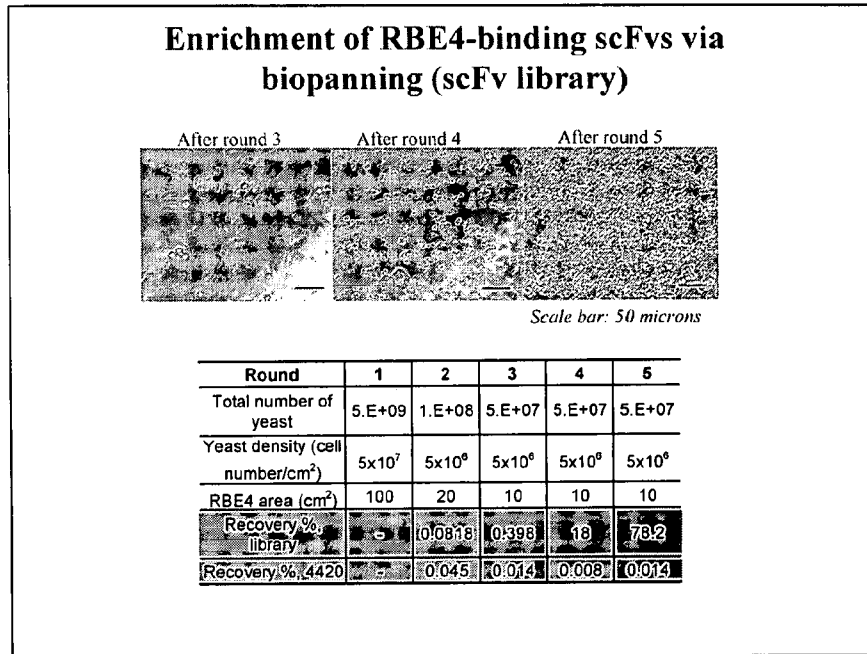 Enrichment of RBE4-binding scFvs via
biopanning (scFv library)
After round 3 After round 4 After round 5
Scale bar: 50 microns
Round 1 2 3 4 5
Total number of
yeast 5.E+09 1.E+08 5.E+07 5.E+07 5.E+07
Yeast density (cell
number/cm²) 5x10⁷ 5x10⁶ 5x10⁶ 5x10⁶ 5x10⁶
RBE4 area (cm²) 100 20 10 10 10
Recovery %,
library - 0.0818 0.398 18 78.2
Recovery %, 4420 - 0.045 0.014 0.008 0.014